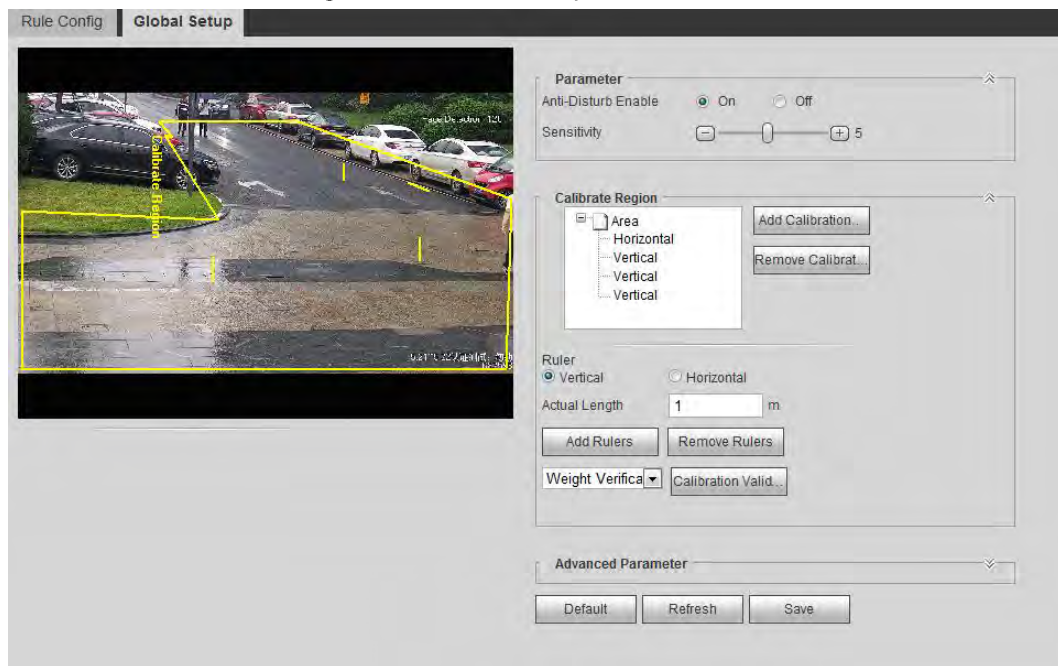 Rule Config Global Setup
Calibrate Region
Parameter
Anti-Disturb Enable On Off
Sensitivity 5
Calibrate Region
Area
Horizontal
Vertical
Vertical
Vertical
Add Calibration..
Remove Calibrat...
Ruler
Vertical Horizontal
Actual Length 1 m
Add Rulers Remove Rulers
Weight Verifica Calibration Valid...
Advanced Parameter
Default Refresh Save